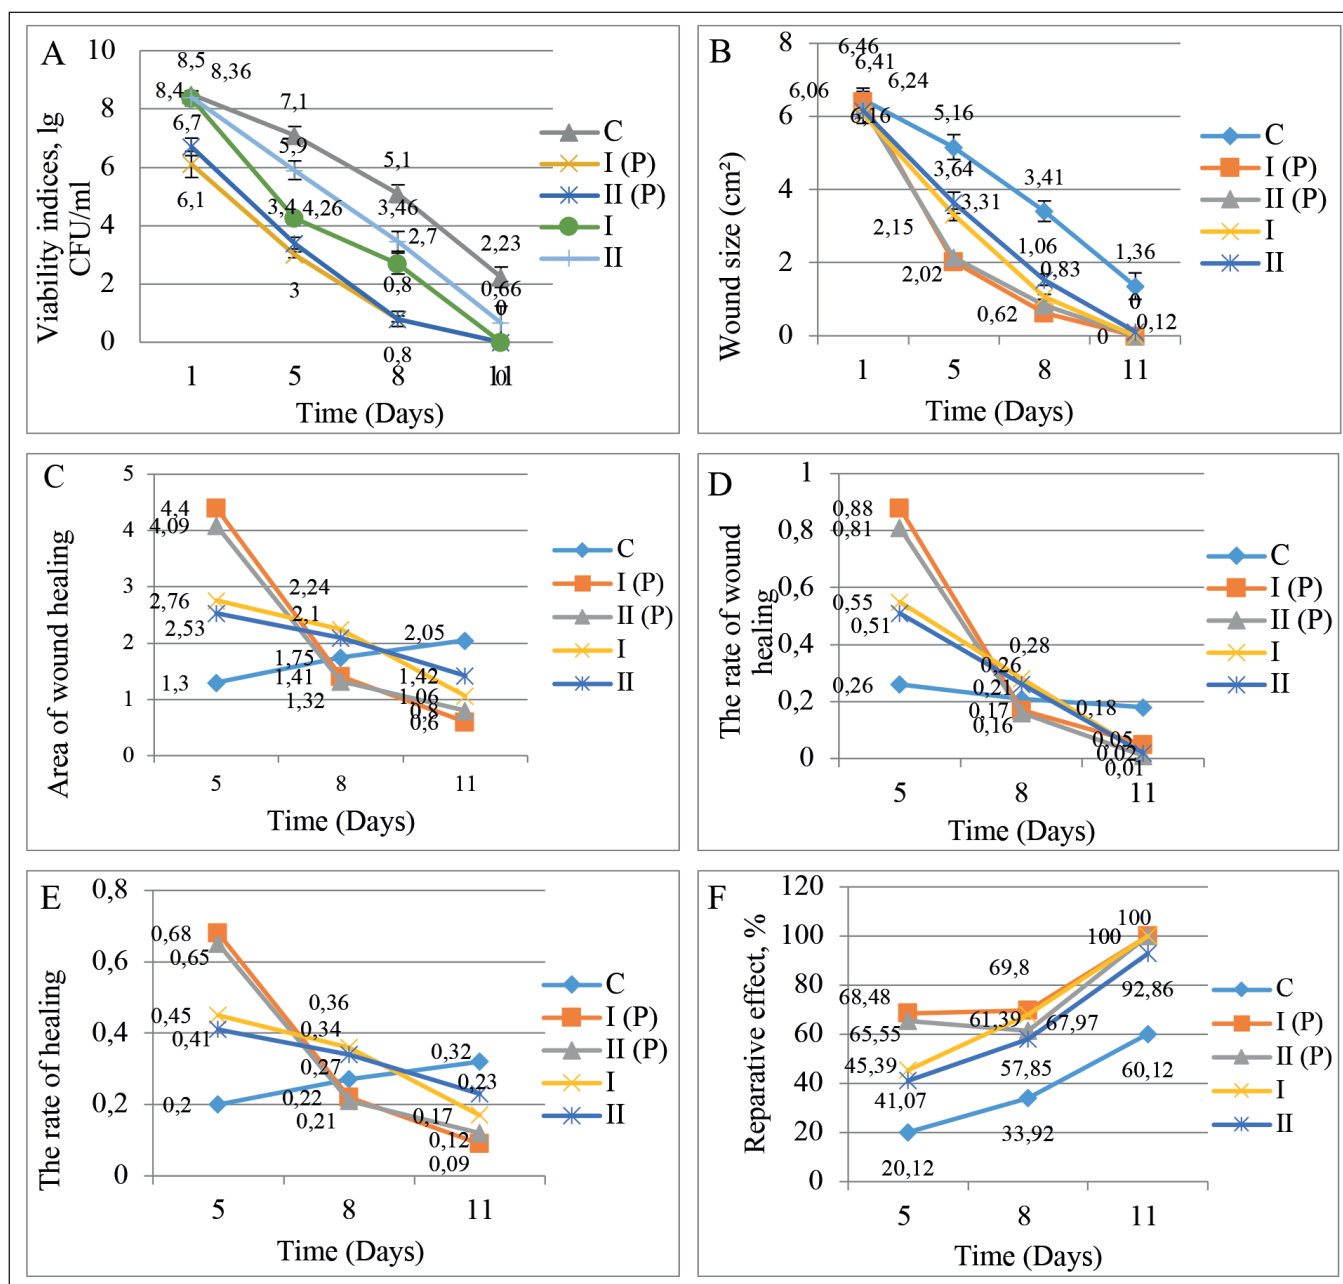 A
10
8
6
4
2
0
Viability indices, lg
CFU/ml
8,5
8,36
8,4
7,1
6,7
5,9
5,1
6,1
3,4
4,26
3,46
2,7
2,23
3
0,8
0,66
0
0,8
1
5
8
11
Time (Days)
C
I (P)
II (P)
I
II
B
8
6
4
2
0
Wound size (cm²)
6,46
6,41
6,24
6,06
6,16
5,16
3,64
3,41
3,31
2,15
2,02
1,06
0,83
1,36
0,62
0
0
0,12
1
5
8
11
Time (Days)
C
I (P)
II (P)
I
II
C
5
4
3
2
1
0
Area of wound healing
4,4
4,09
2,76
2,53
2,24
2,1
2,05
1,75
1,41
1,32
1,3
1,42
1,06
0,8
0,6
5
8
11
Time (Days)
C
I (P)
II (P)
I
II
D
1
0,8
0,6
0,4
0,2
0
The rate of wound
healing
0,88
0,81
0,55
0,51
0,26
0,28
0,26
0,21
0,17
0,16
0,18
0,05
0,02
0,01
5
8
11
Time (Days)
C
I (P)
II (P)
I
II
E
0,8
0,6
0,4
0,2
0
The rate of healing
0,68
0,65
0,45
0,41
0,36
0,34
0,32
0,27
0,22
0,21
0,2
0,23
0,17
0,12
0,09
5
8
11
Time (Days)
C
I (P)
II (P)
I
II
F
120
100
80
60
40
20
0
Reparative effect, %
100
100
69,8
68,48
65,55
61,39
67,97
92,86
45,39
57,85
60,12
41,07
33,92
20,12
5
8
11
Time (Days)
C
I (P)
II (P)
I
II